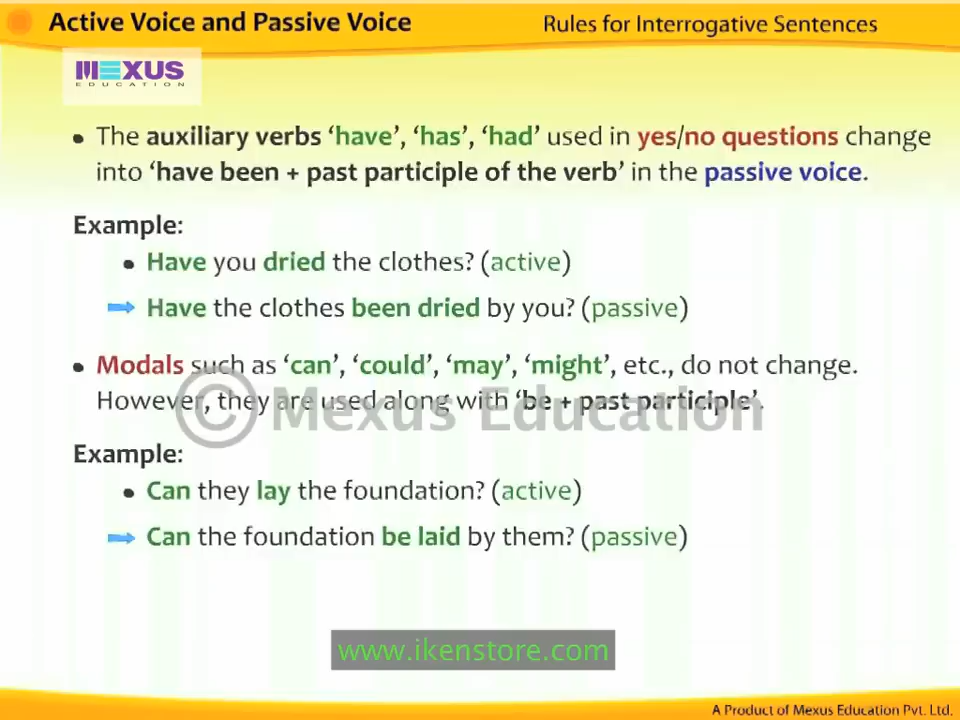 Active Voice and Passive Voice
Rules for Interrogative Sentences
MEXUS
EDUCATION
• The auxiliary verbs ‘have’, ‘has’, ‘had’ used in yes/no questions change
into ‘have been + past participle of the verb’ in the passive voice.
Example:
• Have you dried the clothes? (active)
Have the clothes been dried by you? (passive)
• Modals such as ‘can’, ‘could’, ‘may’, ‘might’, etc., do not change.
However, they are used along with ‘be + past participle’.
© Mexus Education
Example:
• Can they lay the foundation? (active)
Can the foundation be laid by them? (passive)
www.ikenstore.com
A Product of Mexus Education Pvt. Ltd.